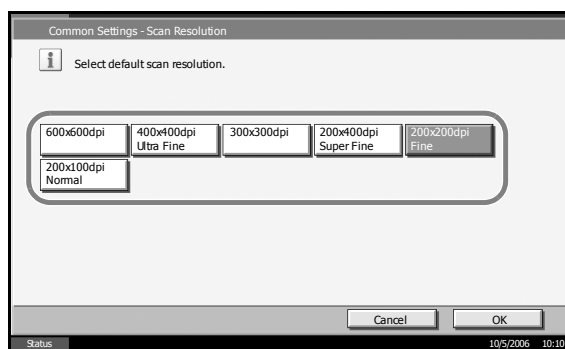 Common Settings - Scan Resolution
Select default scan resolution.
600x600dpi
400x400dpi
Ultra Fine
300x300dpi
200x400dpi
Super Fine
200x200dpi
Fine
200x100dpi
Normal
Cancel
OK
Status
10/5/2006 10:10